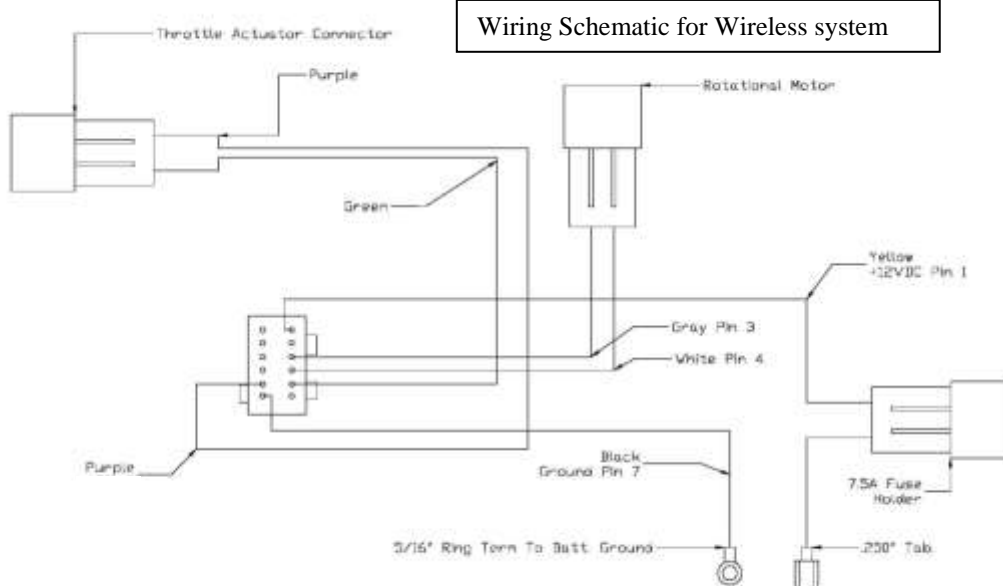 Wiring Schematic for Wireless system
Throttle Actuator Connector
Purple
Rotational Motor
Green
Yellow
+12VDC Pin 1
Gray Pin 3
White Pin 4
Purple
Black
Ground Pin 7
7.5A Fuse
Holder
5/16" Ring Term To Batt Ground
.250" Tab